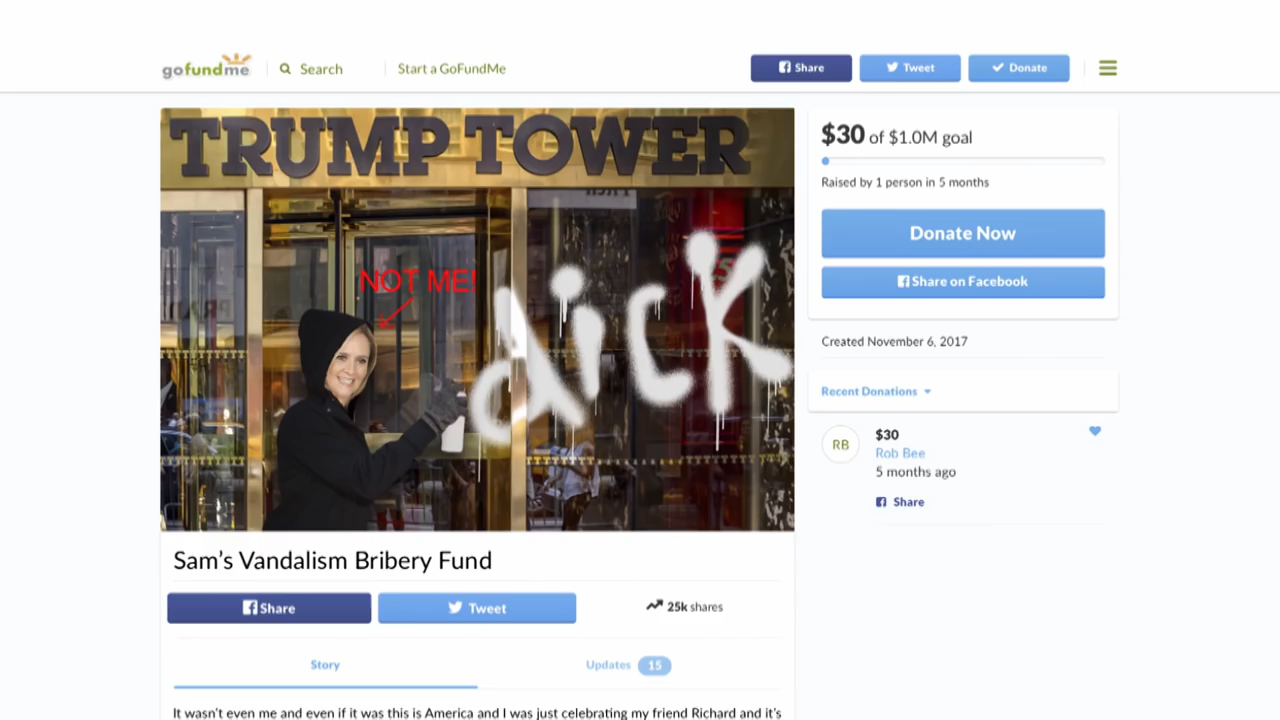 gofundme
Search
Start a GoFundMe
Share
Tweet
Donate
TRUMP TOWER
NOT ME!
dick
$30 of $1.0M goal
Raised by 1 person in 5 months
Donate Now
Share on Facebook
Created November 6, 2017
Recent Donations
RB
$30
Rob Bee
5 months ago
Share
Sam's Vandalism Bribery Fund
Share
Tweet
25k shares
Story
Updates 15
It wasn't even me and even if it was this is America and I was just celebrating my friend Richard and it's